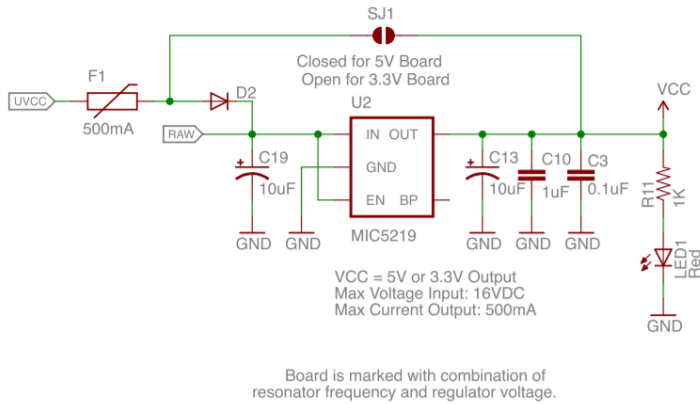 SJ1
Closed for 5V Board
Open for 3.3V Board
F1
UVCC
500mA
D2
RAW
U2
IN OUT
GND
EN BP
MIC5219
C19
10uF
C13
10uF
C10
1uF
C3
0.1uF
VCC
R11
1K
LED1
Red
GND
GND
GND
GND
GND
GND
VCC = 5V or 3.3V Output
Max Voltage Input: 16VDC
Max Current Output: 500mA
Board is marked with combination of
resonator frequency and regulator voltage.